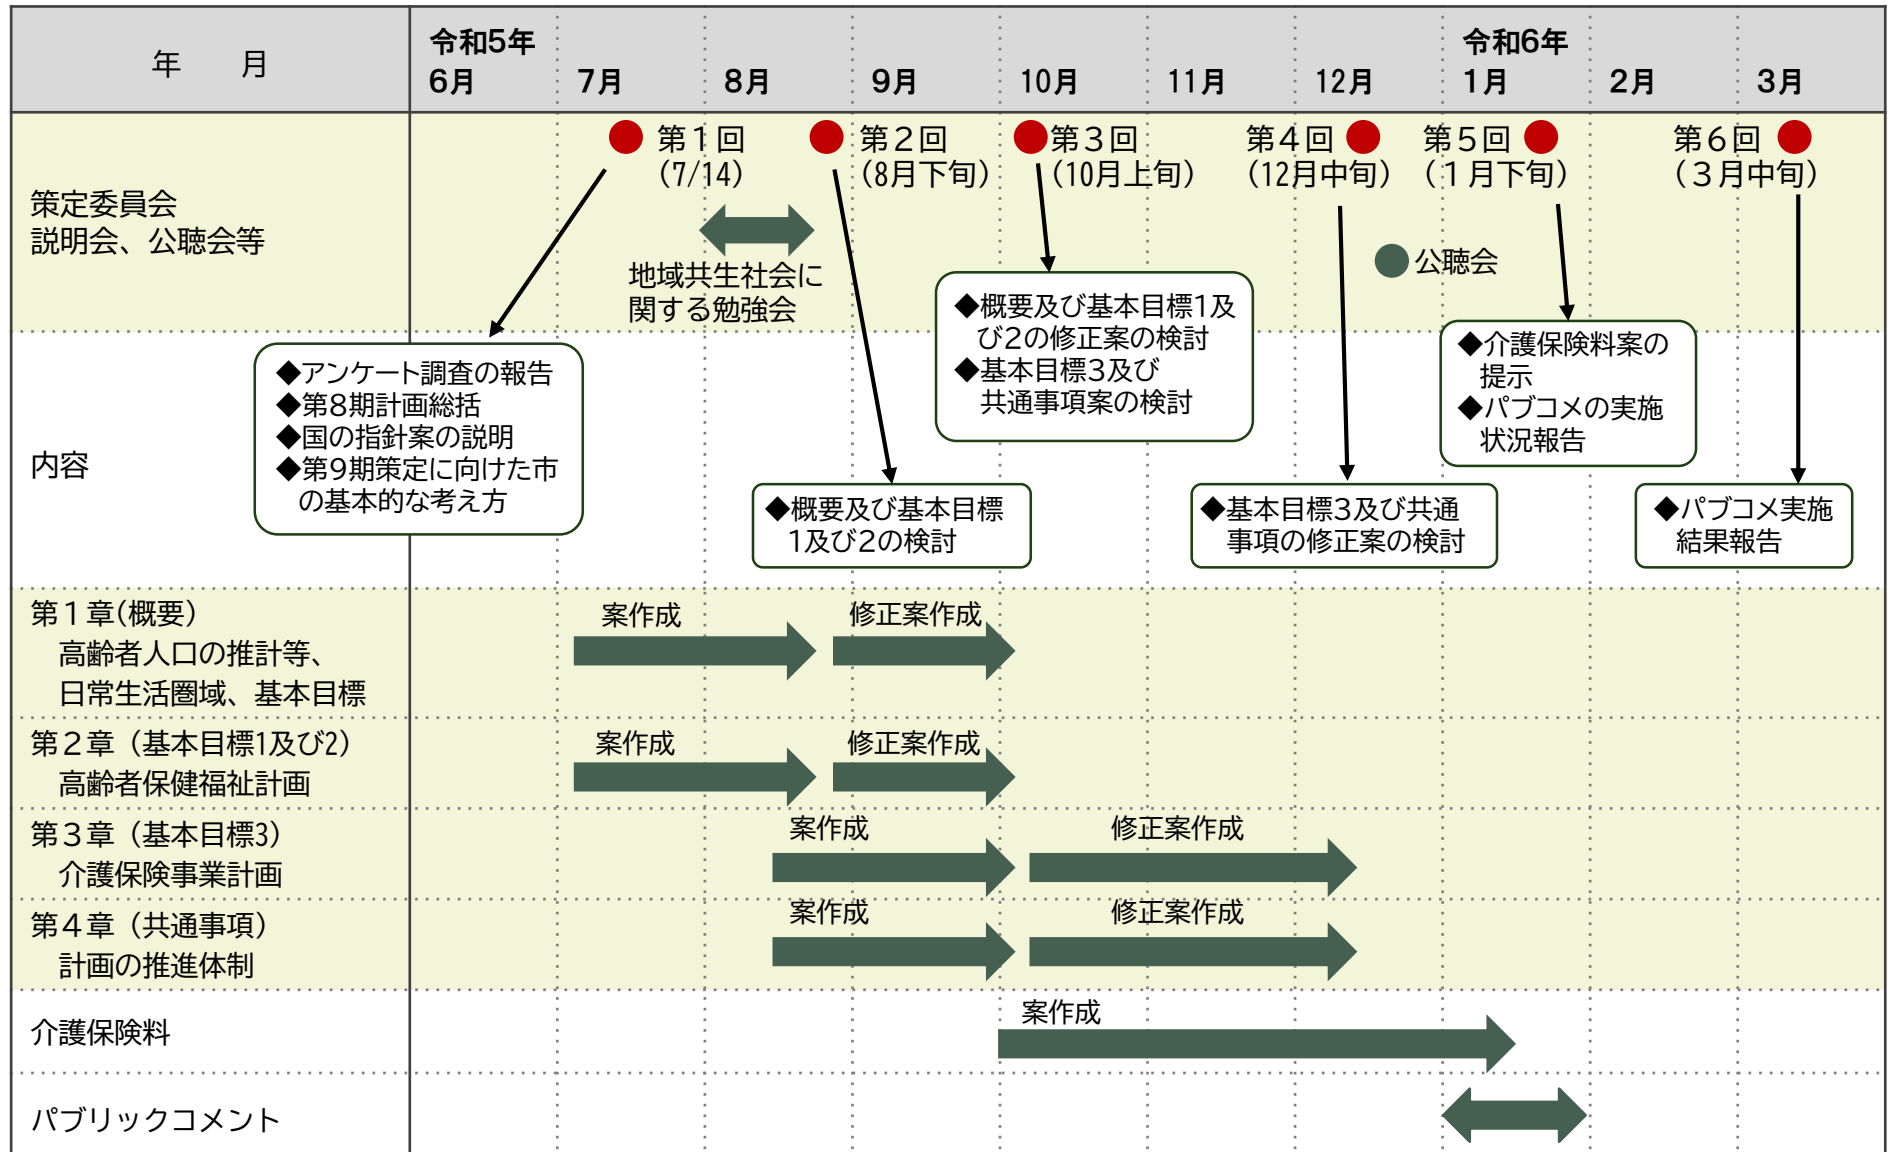 年　　月
令和5年
6月
7月
8月
9月
10月
11月
12月
令和6年
1月
2月
3月
策定委員会
説明会、公聴会等
第１回
(7/14)
第２回
(8月下旬)
第３回
(10月上旬)
第４回
(12月中旬)
第５回
(１月下旬)
第６回
(３月中旬)
地域共生社会に
関する勉強会
公聴会
内容
◆アンケート調査の報告
◆第8期計画総括
◆国の指針案の説明
◆第9期策定に向けた市
の基本的な考え方
◆概要及び基本目標
1及び2の検討
◆概要及び基本目標1及
び2の修正案の検討
◆基本目標3及び
共通事項案の検討
◆基本目標3及び共通
事項の修正案の検討
◆介護保険料案の
提示
◆パブコメの実施
状況報告
◆パブコメ実施
結果報告
第１章(概要)
高齢者人口の推計等、
日常生活圏域、基本目標
案作成
修正案作成
第２章（基本目標1及び2)
高齢者保健福祉計画
案作成
修正案作成
第３章（基本目標3)
介護保険事業計画
案作成
修正案作成
第４章（共通事項)
計画の推進体制
案作成
修正案作成
介護保険料
案作成
パブリックコメント